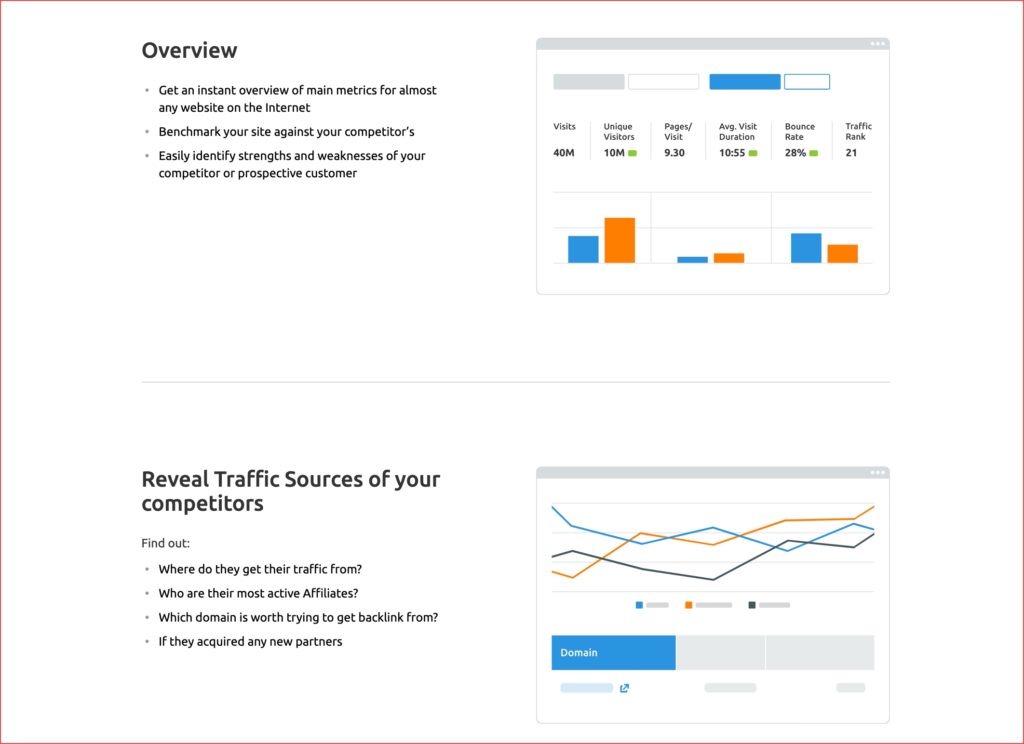 Overview
Get an instant overview of main metrics for almost
any website on the Internet
Benchmark your site against your competitor's
Easily identify strengths and weaknesses of your
competitor or prospective customer
Visits
40M
Unique
Visitors
10M
Pages/
Visit
9.30
Avg. Visit
Duration
10:55
Bounce
Rate
28%
Traffic
Rank
21
Reveal Traffic Sources of your
competitors
Find out:
Where do they get their traffic from?
Who are their most active Affiliates?
Which domain is worth trying to get backlink from?
If they acquired any new partners
Domain